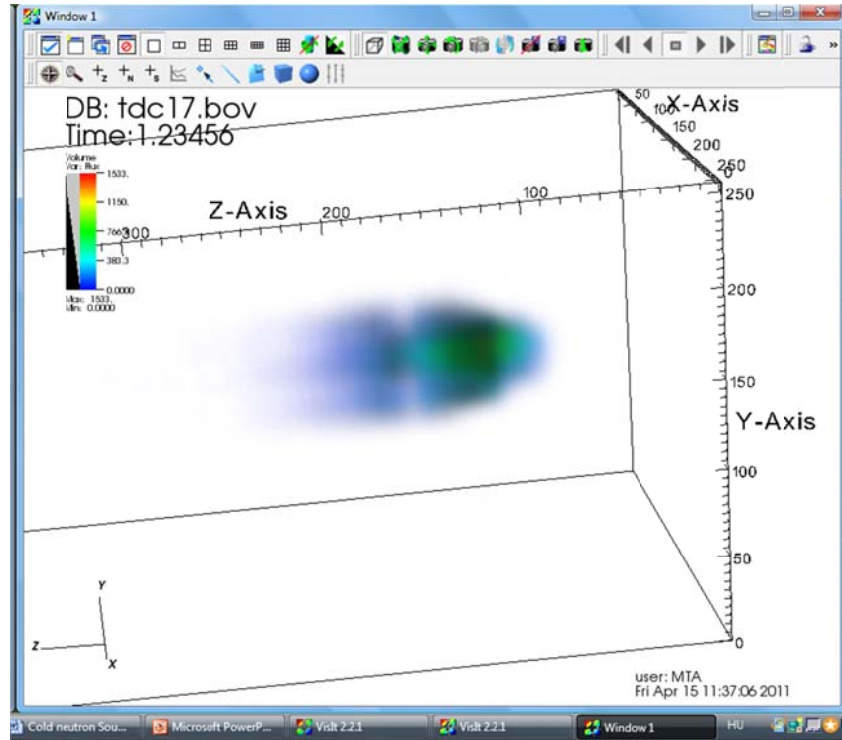 Window 1
DB: tdc17.bov
Time:1.23456
Volume
Var: flux
1533.
1150.
766.3
383.3
0.0000
Max: 1533.
Min: 0.0000
300
Z-Axis
200
100
50
100
150
200
250
X-Axis
0
250
200
150
Y-Axis
100
50
0
Y
Z
X
user: MTA
Fri Apr 15 11:37:06 2011
Cold neutron Sou...
Microsoft PowerP...
VisIt 2.2.1
VisIt 2.2.1
Window 1
HU